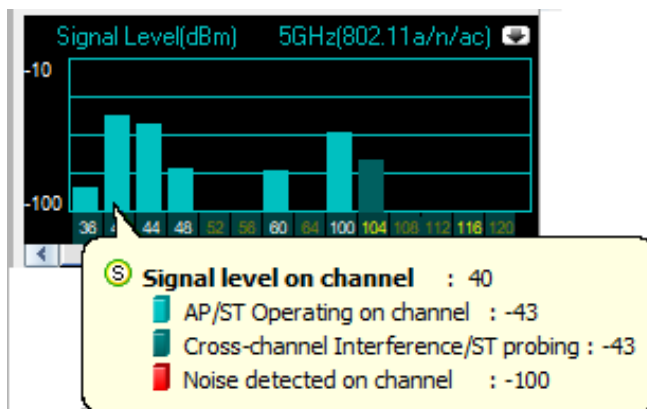 Signal Level(dBm) 5GHz(802.11a/n/ac)
-10
-100
36 44 48 52 56 60 64 100 104 108 112 116 120
S Signal level on channel : 40
AP/ST Operating on channel : -43
Cross-channel Interference/ST probing : -43
Noise detected on channel : -100